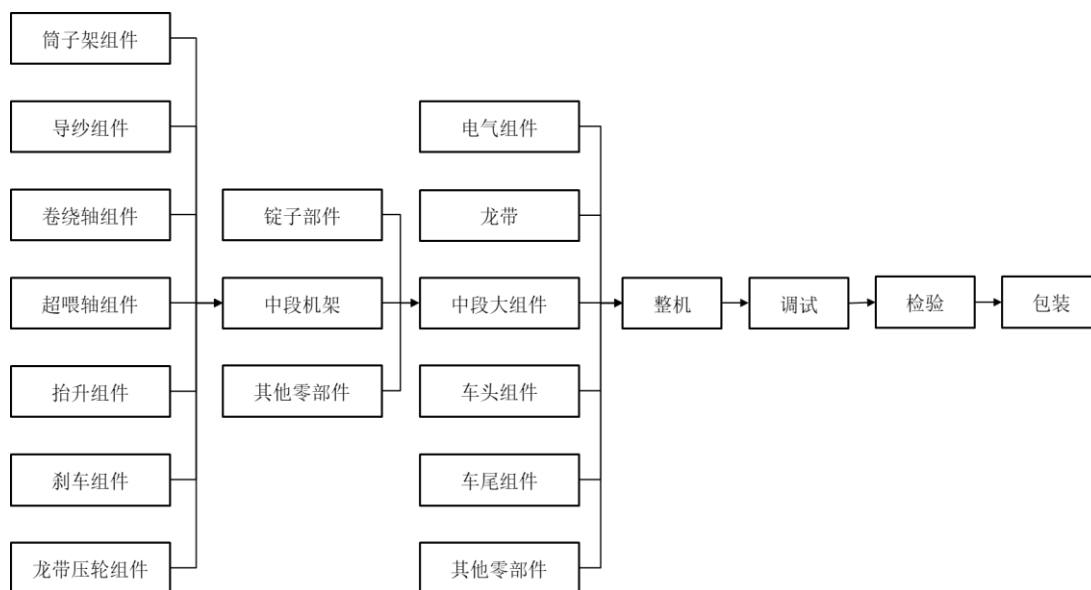 筒子架组件
导纱组件
卷绕轴组件
超喂轴组件
抬升组件
刹车组件
龙带压轮组件
锭子部件
中段机架
其他零部件
电气组件
龙带
中段大组件
车头组件
车尾组件
其他零部件
整机
调试
检验
包装